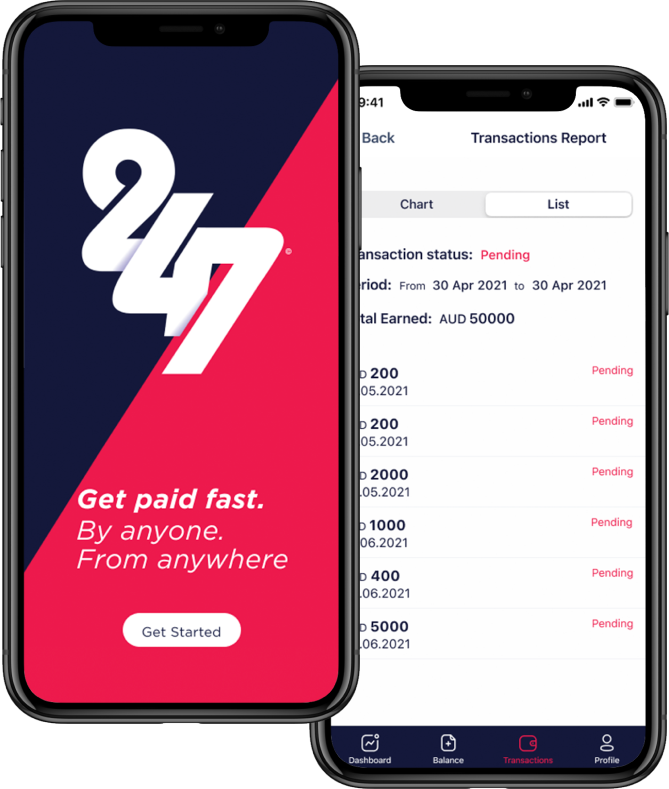 247
®
Get paid fast.
By anyone.
From anywhere
Get Started
9:41
Back
Transactions Report
Chart
List
ansaction status: Pending
riod: From 30 Apr 2021 to 30 Apr 2021
tal Earned: AUD 50000
D 200
Pending
.05.2021
D 200
Pending
.05.2021
D 2000
Pending
.05.2021
D 1000
Pending
06.2021
D 400
Pending
.06.2021
D 5000
Pending
.06.2021
Dashboard
Balance
Transactions
Profile